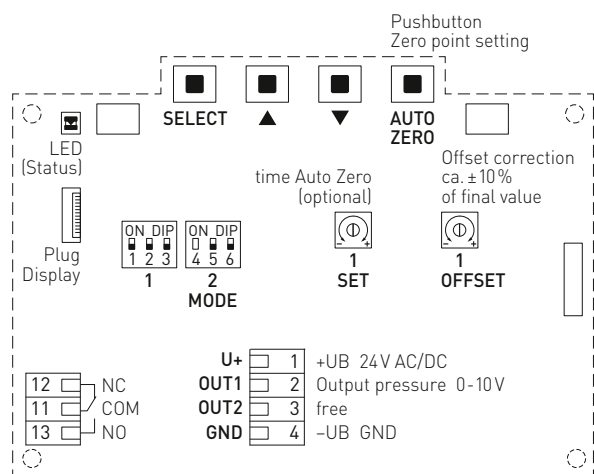 Pushbutton
Zero point setting
SELECT ▲ ▼ AUTO
ZERO
LED
(Status)
Plug
Display
ON DIP
1 2 3
1
ON DIP
4 5 6
2
MODE
time Auto Zero
(optional)
- +
1
SET
Offset correction
ca. ±10%
of final value
- +
1
OFFSET
12 NC
11 COM
13 NO
U+ 1 +UB 24V AC/DC
OUT1 2 Output pressure 0-10V
OUT2 3 free
GND 4 –UB GND